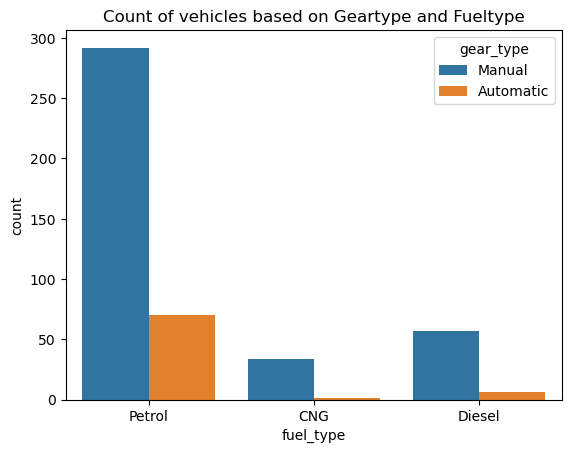 Count of vehicles based on Geartype and Fueltype
300
250
200
150
100
50
0
count
gear_type
Manual
Automatic
Petrol
CNG
Diesel
fuel_type